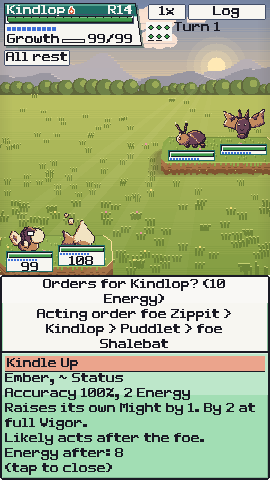 Kindlop R14
Growth 99/99
1x
Log
Turn 1
All rest
99
108
Orders for Kindlop? (10
Energy)
Acting order foe Zippit >
Kindlop > Puddlet > foe
Shalebat
Kindle Up
Ember, ~ Status
Accuracy 100%, 2 Energy
Raises its own Might by 1. By 2 at
full Vigor.
Likely acts after the foe.
Energy after: 8
(tap to close)